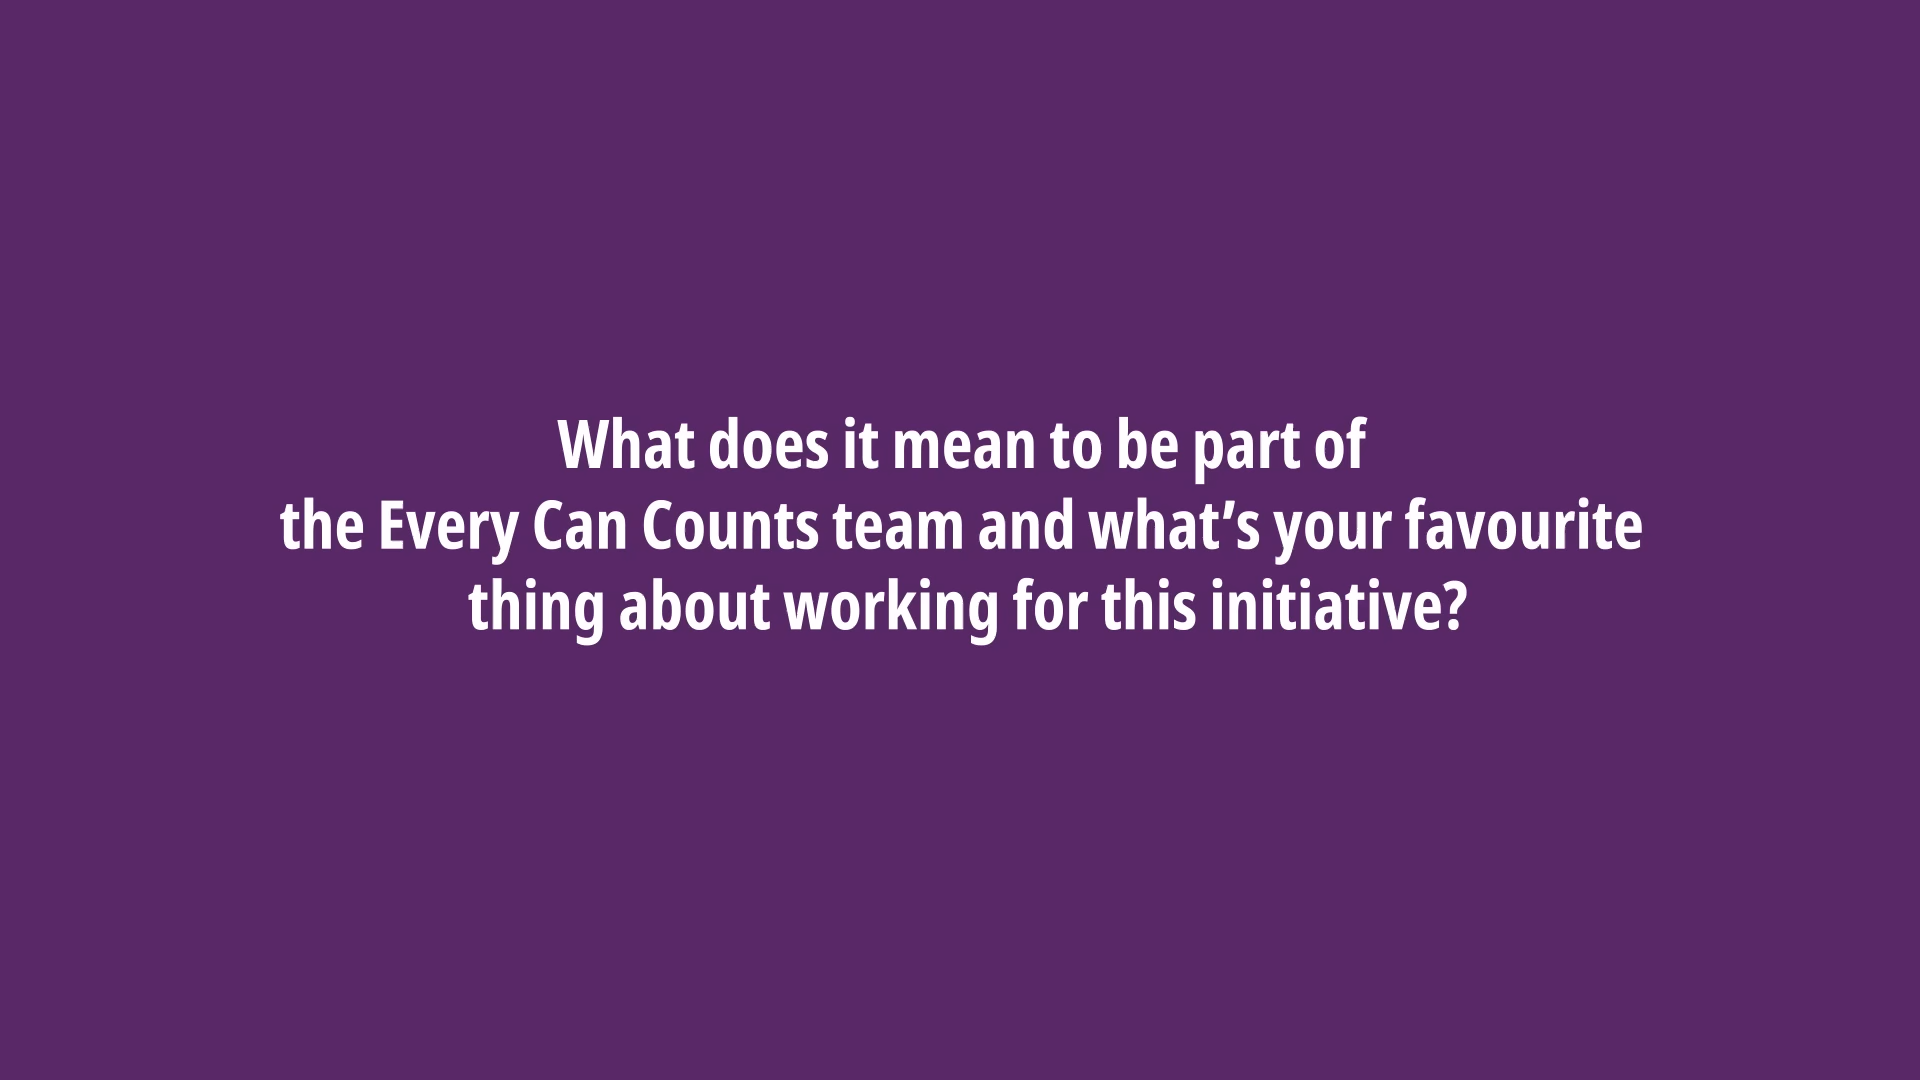 What does it mean to be part of
the Every Can Counts team and what’s your favourite
thing about working for this initiative?